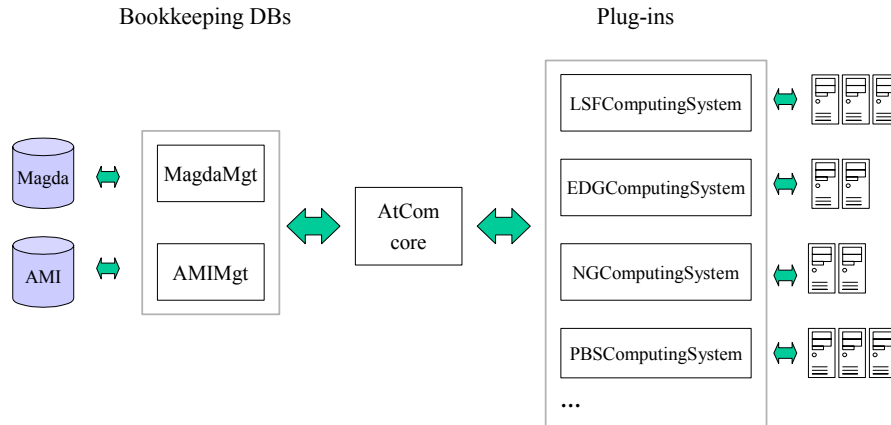 Bookkeeping DBs
Plug-ins
LSFComputingSystem
Magda
MagdaMgt
EDGComputingSystem
AtCom
core
AMI
AMIMgt
NGComputingSystem
PBSComputingSystem
...